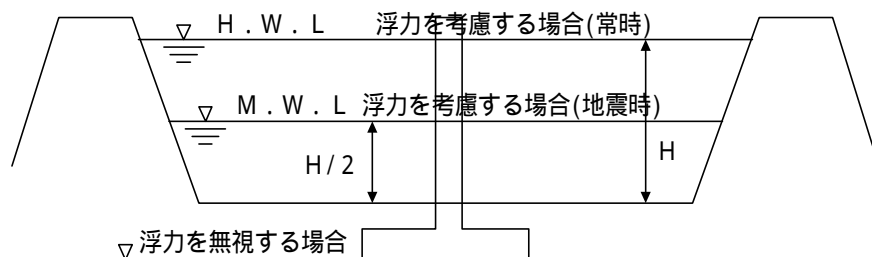 H.W.L 浮力を考慮する場合(常時)
M.W.L 浮力を考慮する場合(地震時)
H/2
H
浮力を無視する場合